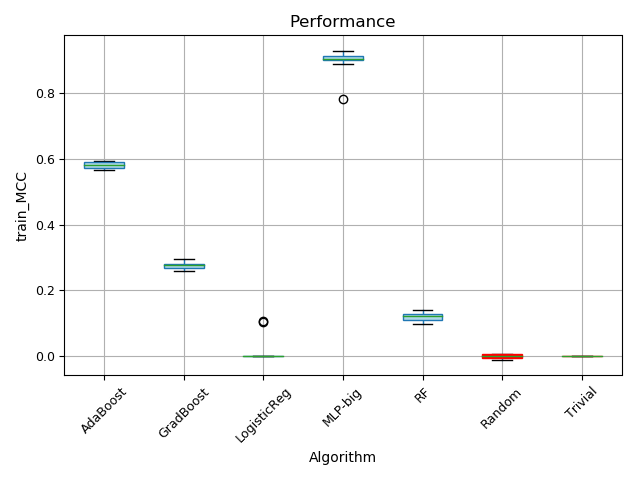 Performance
train_MCC
0.8
0.6
0.4
0.2
0.0
AdaBoost
GradBoost
LogisticReg
MLP-big
RF
Random
Trivial
Algorithm